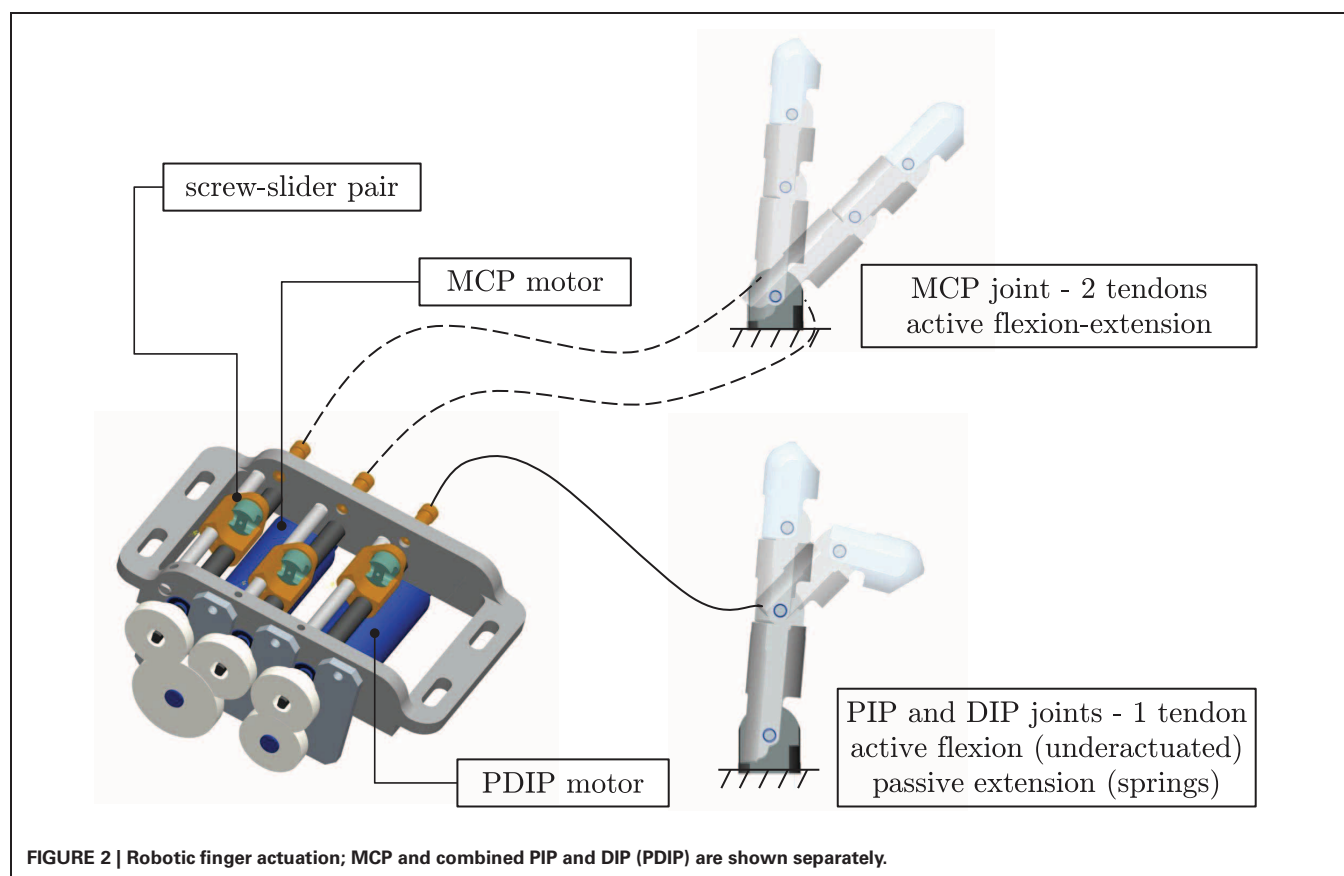 screw-slider pair
MCP motor
MCP joint - 2 tendons
active flexion-extension
PIP and DIP joints - 1 tendon
active flexion (underactuated)
passive extension (springs)
PDIP motor
FIGURE 2 | Robotic finger actuation; MCP and combined PIP and DIP (PDIP) are shown separately.